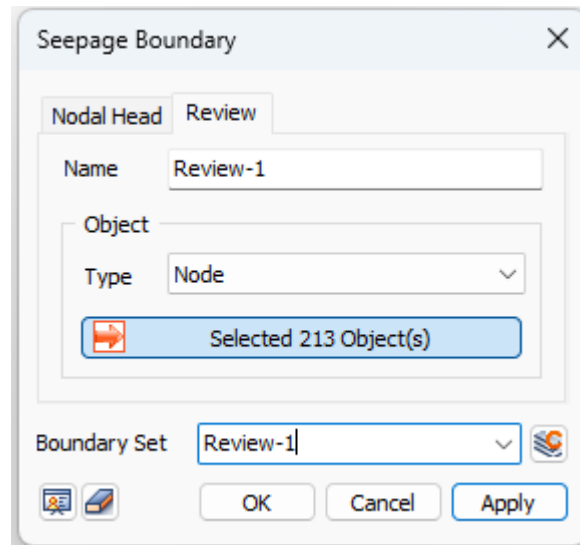 Seepage Boundary
Nodal Head Review
Name Review-1
Object
Type Node
Selected 213 Object(s)
Boundary Set Review-1
OK Cancel Apply